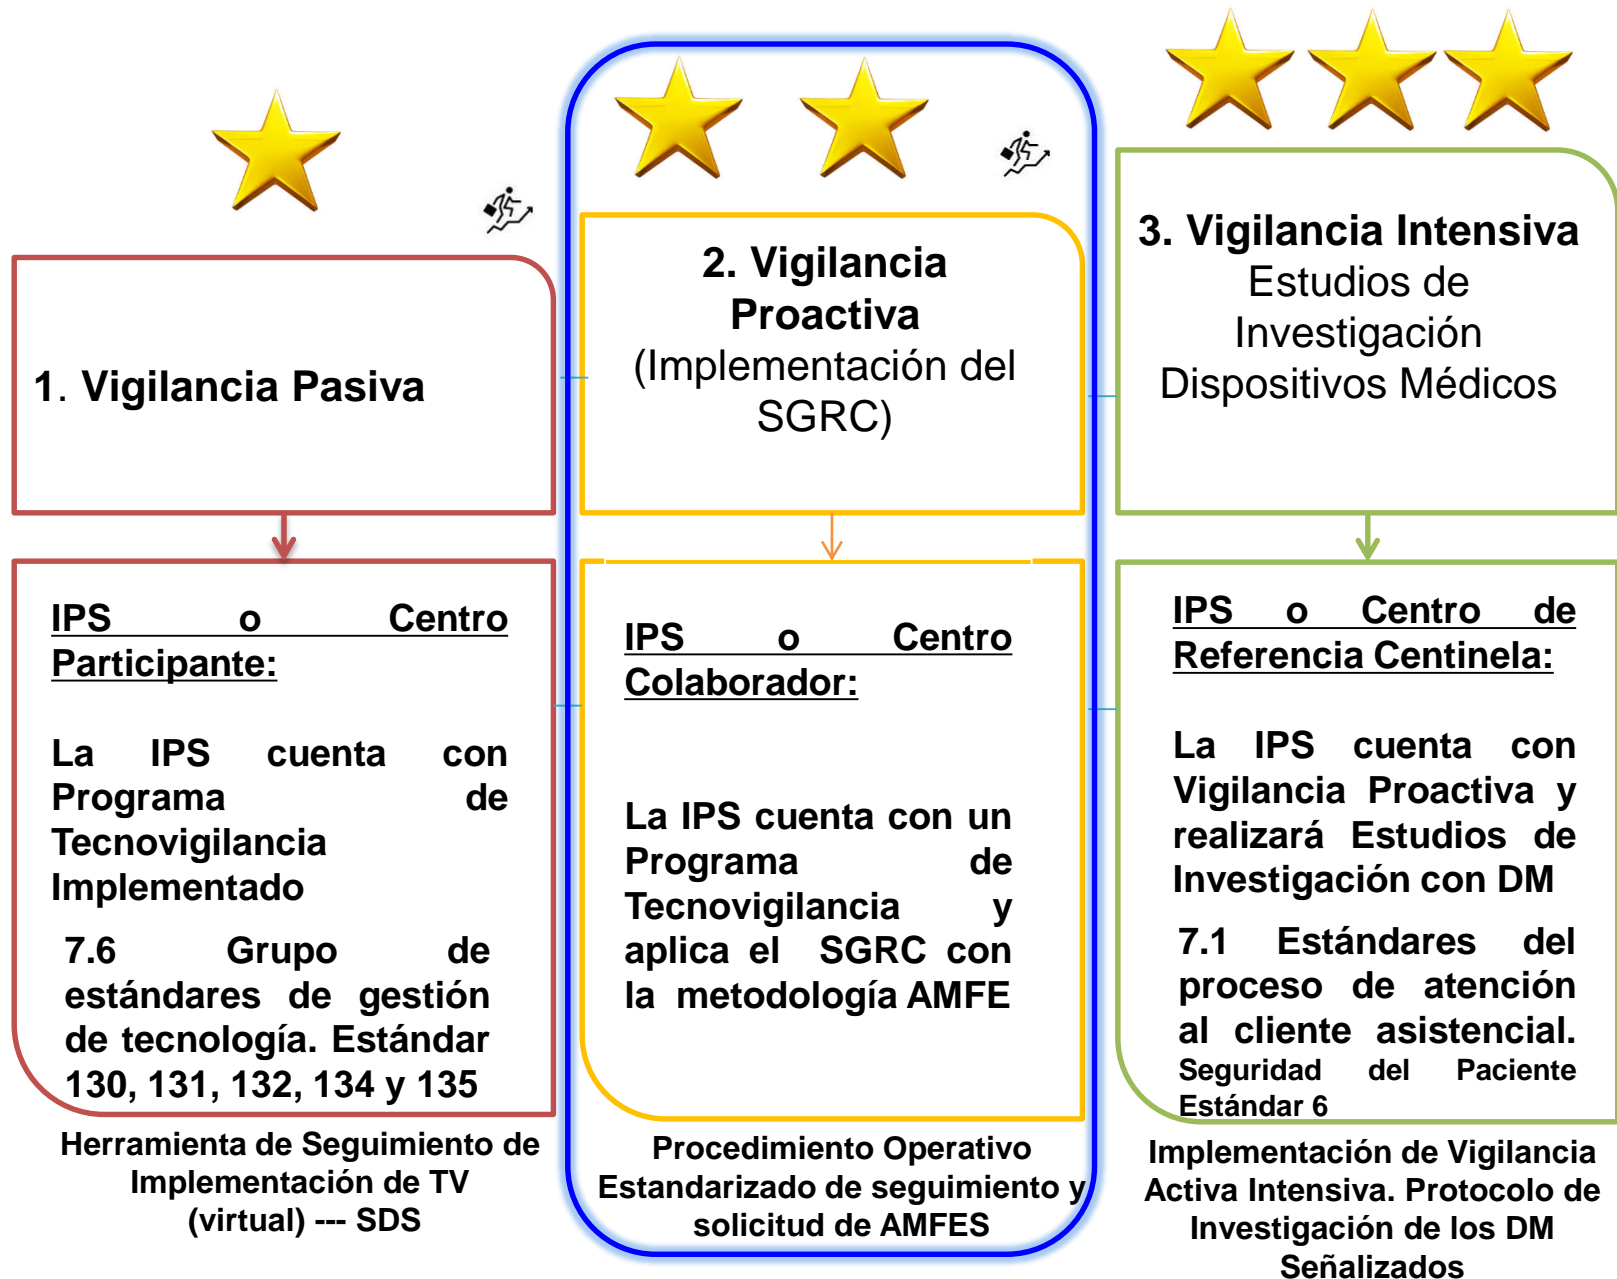 1. Vigilancia Pasiva
IPS o Centro
Participante:
La IPS cuenta con
Programa de
Tecnovigilancia
Implementado
7.6 Grupo de
estándares de gestión
de tecnología. Estándar
130, 131, 132, 134 y 135
Herramienta de Seguimiento de
Implementación de TV
(virtual) --- SDS
2. Vigilancia
Proactiva
(Implementación del
SGRC)
IPS o Centro
Colaborador:
La IPS cuenta con un
Programa de
Tecnovigilancia y
aplica el SGRC con
la metodología AMFE
Procedimiento Operativo
Estandarizado de seguimiento y
solicitud de AMFES
3. Vigilancia Intensiva
Estudios de
Investigación
Dispositivos Médicos
IPS o Centro de
Referencia Centinela:
La IPS cuenta con
Vigilancia Proactiva y
realizará Estudios de
Investigación con DM
7.1 Estándares del
proceso de atención
al cliente asistencial.
Seguridad del Paciente
Estándar 6
Implementación de Vigilancia
Activa Intensiva. Protocolo de
Investigación de los DM
Señalizados